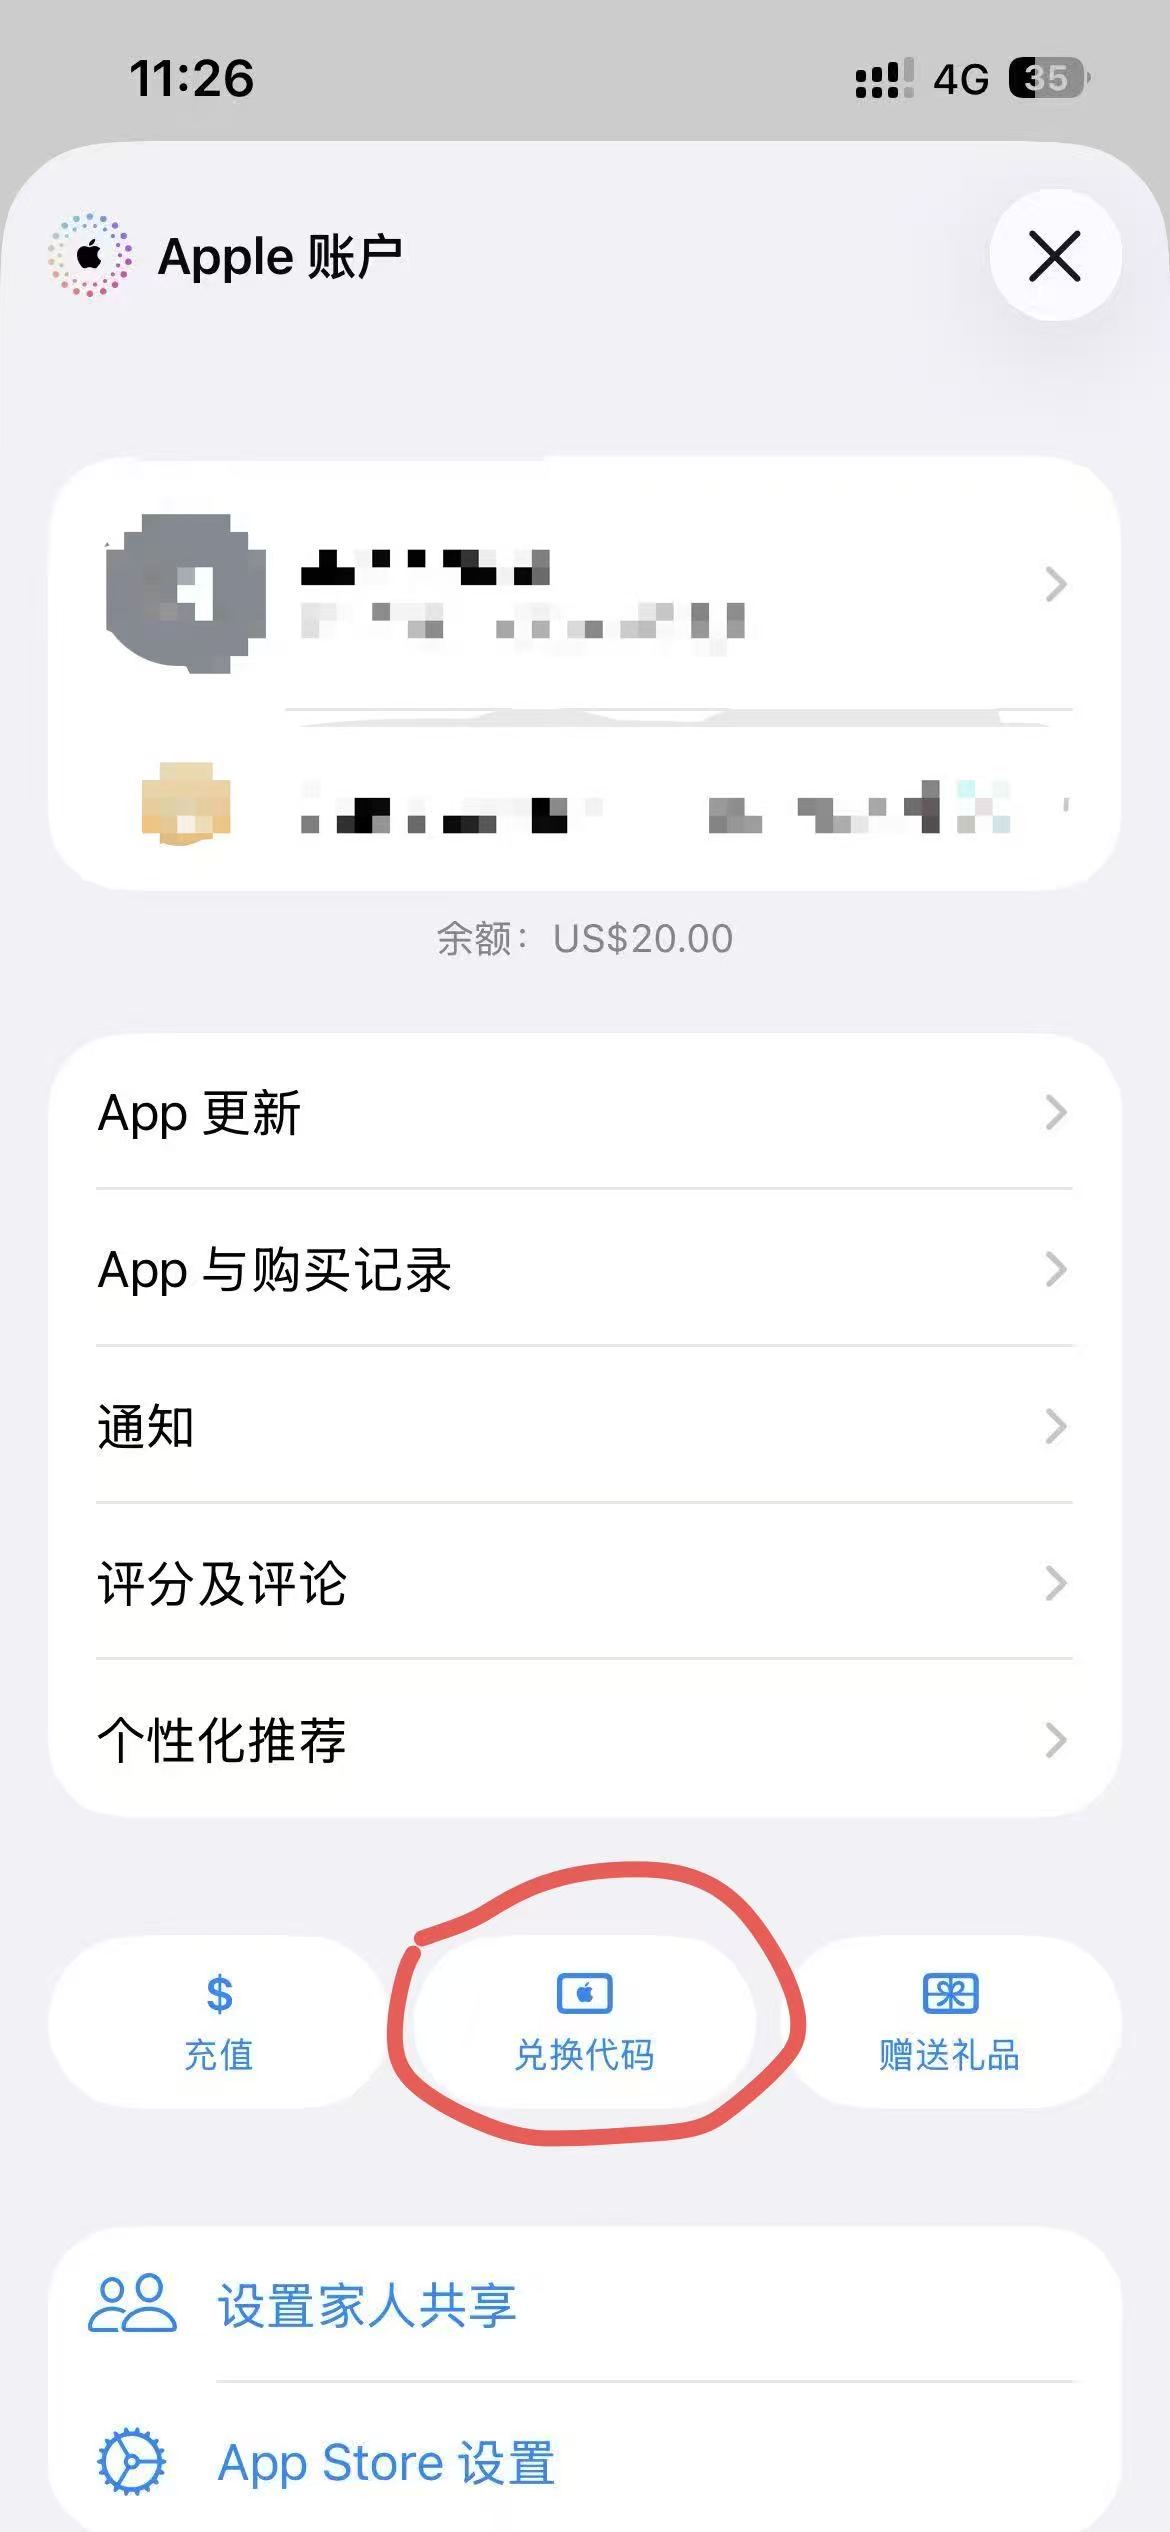 11:26
4G 35
Apple 账户
余额：US$20.00
App 更新
App 与购买记录
通知
评分及评论
个性化推荐
$
充值
兑换代码
赠送礼品
设置家人共享
App Store 设置